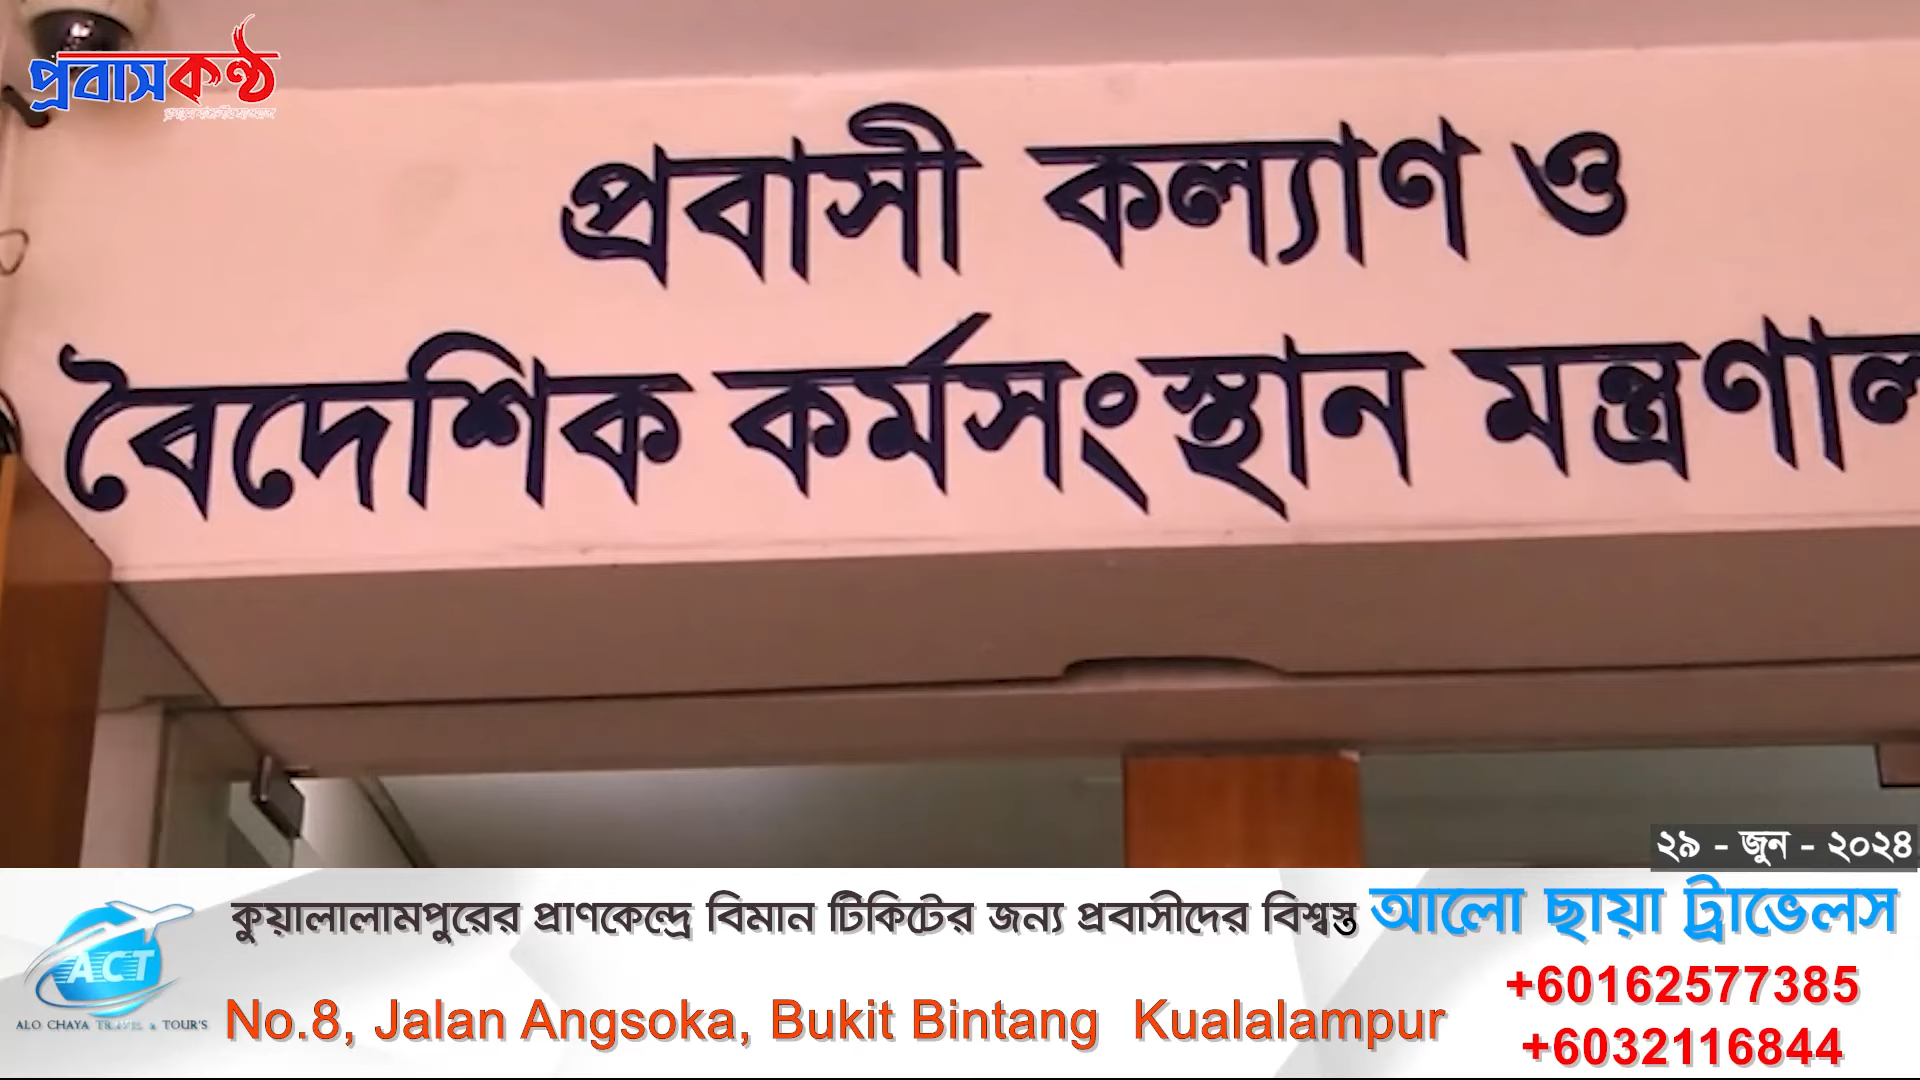 প্রবাসকণ্ঠ
প্রবাসী কল্যাণ ও
বৈদেশিক কর্মসংস্থান মন্ত্রণাল
২৯ - জুন - ২০২৪
কুয়ালালামপুরের প্রাণকেন্দ্রে বিমান টিকিটের জন্য প্রবাসীদের বিশ্বস্ত আলো ছায়া ট্রাভেলস
ACT
ALO CHAYA TRAVEL & TOUR'S
No.8, Jalan Angsoka, Bukit Bintang Kualalampur
+60162577385
+6032116844